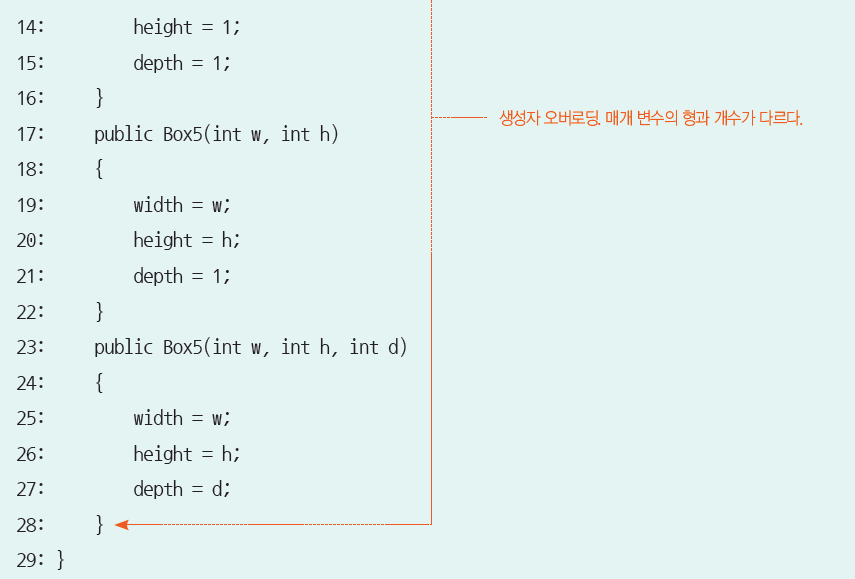 14:         height = 1;
15:         depth = 1;
16:     }
생성자 오버로딩. 매개 변수의 형과 개수가 다르다.
17:     public Box5(int w, int h)
18:     {
19:         width = w;
20:         height = h;
21:         depth = 1;
22:     }
23:     public Box5(int w, int h, int d)
24:     {
25:         width = w;
26:         height = h;
27:         depth = d;
28:     }
29: }